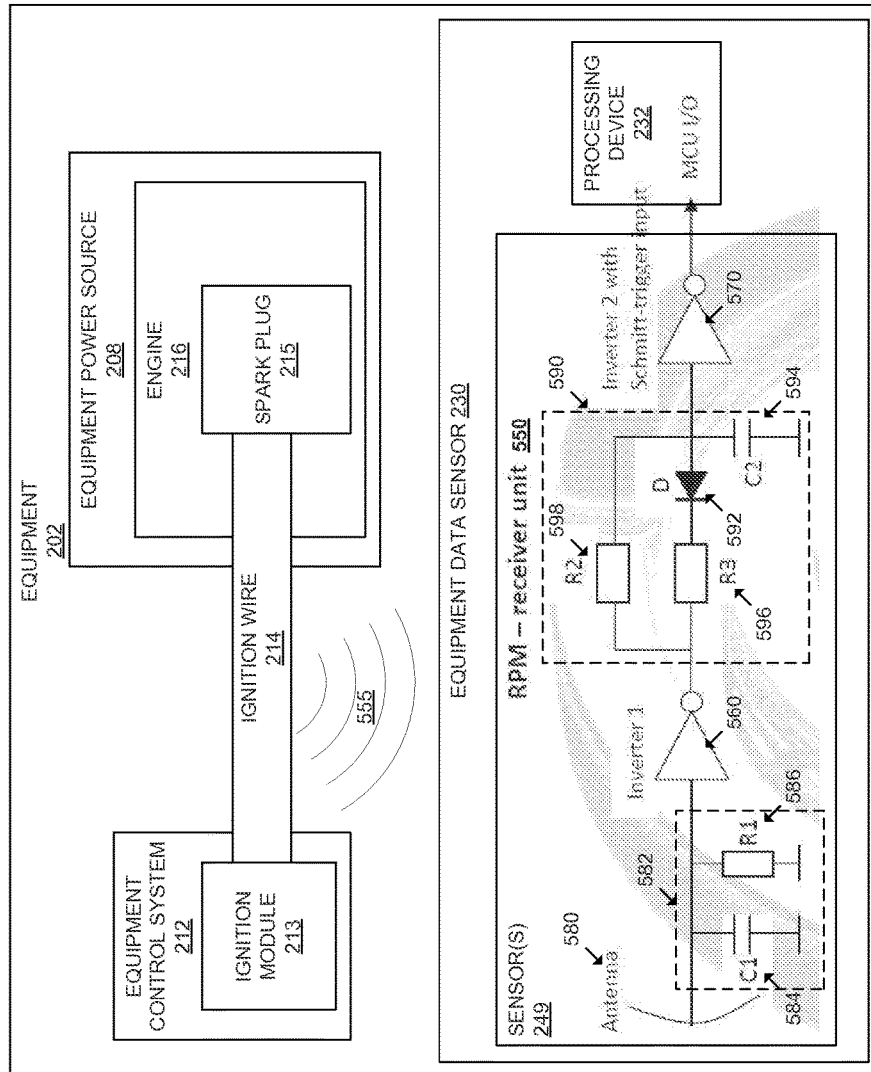 EQUIPMENT
202
EQUIPMENT POWER SOURCE
208
ENGINE
216
SPARK PLUG
215
IGNITION WIRE
214
555
EQUIPMENT
CONTROL SYSTEM
212
IGNITION
MODULE
213
EQUIPMENT DATA SENSOR 230
PROCESSING
DEVICE
232
MCU I/O
SENSOR(S)
249
RPM – receiver unit 550
Antenna
580
582
C1
584
R1
586
Inverter 1
560
590
R2
598
R3
596
D
592
C2
594
Inverter 2 with
Schmitt-trigger input
570